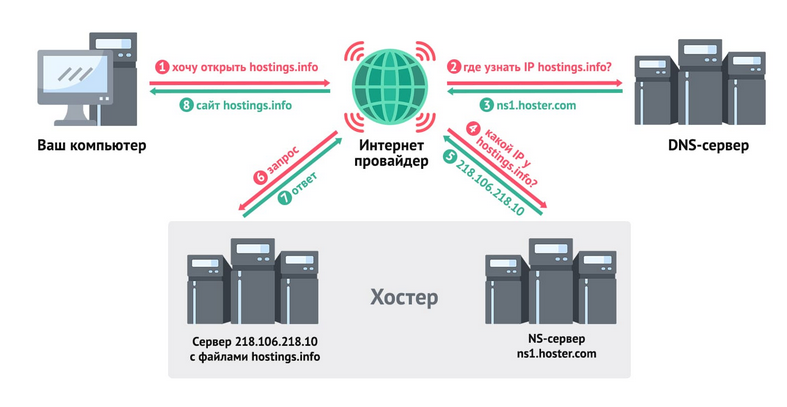 1 хочу открыть hostings.info
2 где узнать IP hostings.info?
8 сайт hostings.info
3 ns1.hoster.com
Ваш компьютер
Интернет
провайдер
DNS-сервер
4 какой IP у
hostings.info?
5 218.106.218.10
6 запрос
7 ответ
Хостер
Сервер 218.106.218.10
с файлами hostings.info
NS-сервер
ns1.hoster.com